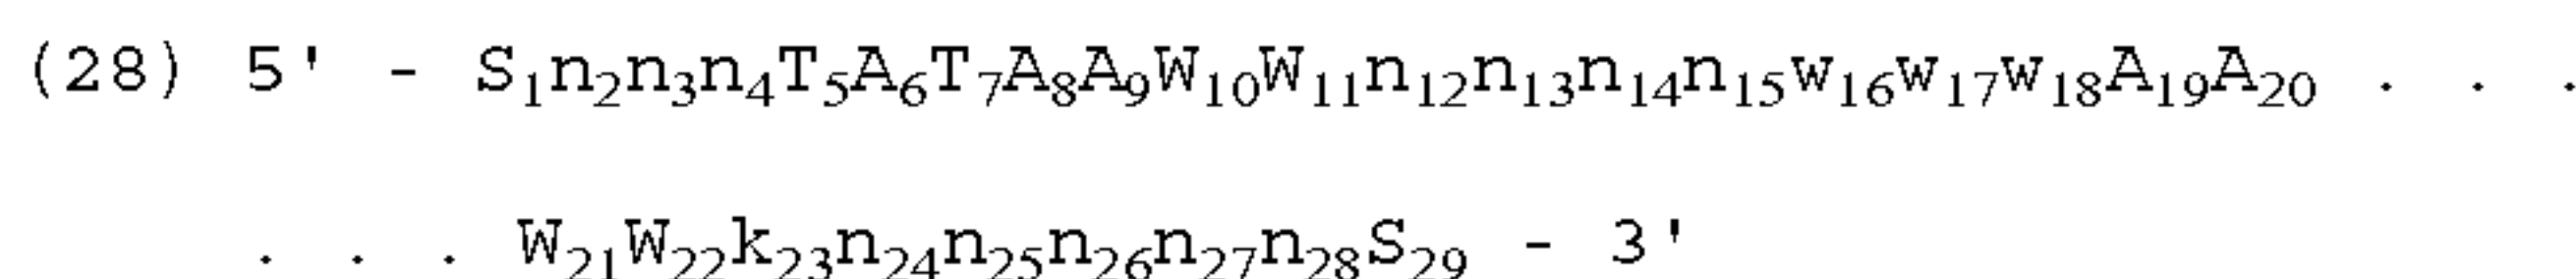 (28) 5' - S₁n₂n₃n₄T₅A₆T₇A₈A₉W₁₀W₁₁n₁₂n₁₃n₁₄n₁₅w₁₆w₁₇w₁₈A₁₉A₂₀ . . .
. . . W₂₁W₂₂k₂₃n₂₄n₂₅n₂₆n₂₇n₂₈S₂₉ - 3'